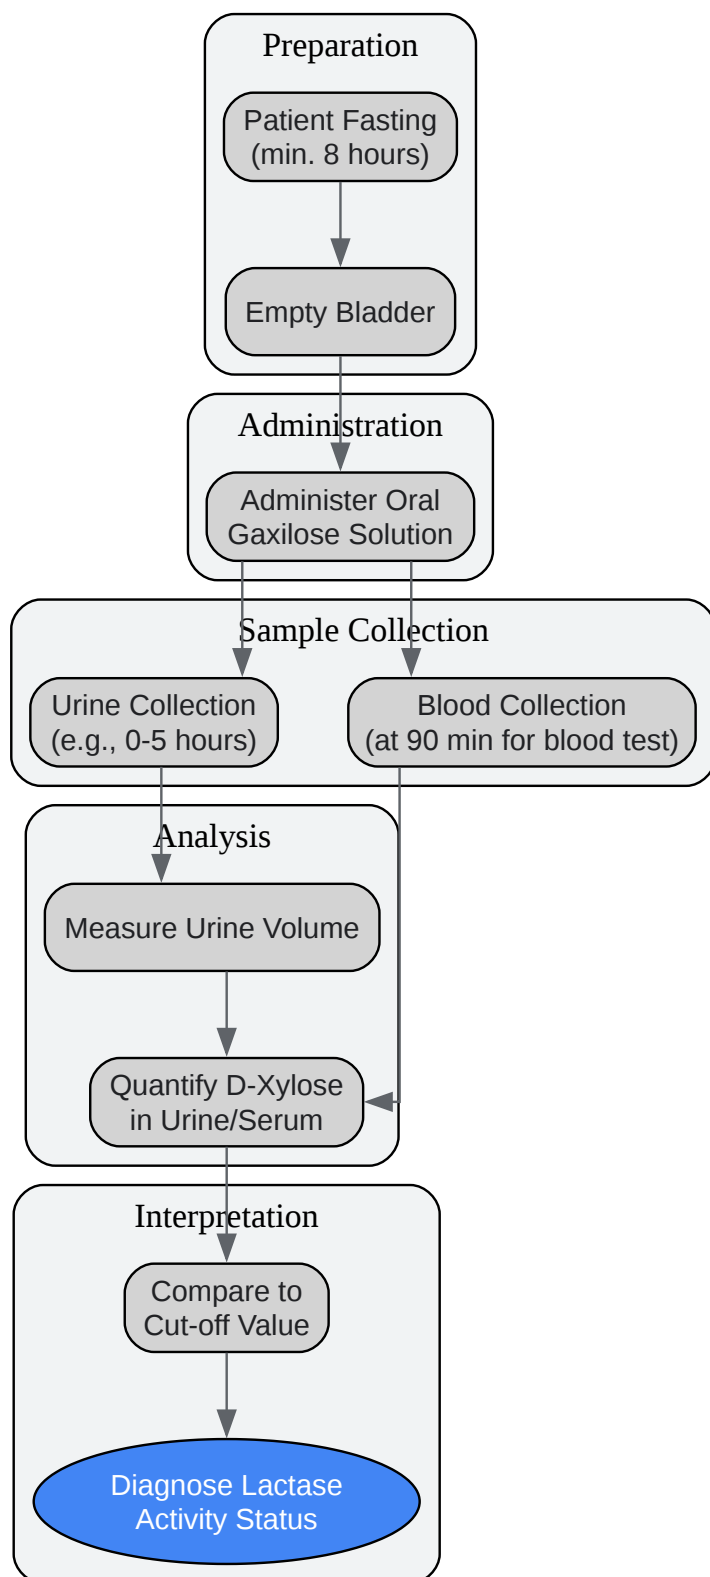 Preparation
Patient Fasting
(min. 8 hours)
Empty Bladder
Administration
Administer Oral
Gaxilose Solution
Sample Collection
Urine Collection
(e.g., 0-5 hours)
Blood Collection
(at 90 min for blood test)
Analysis
Measure Urine Volume
Quantify D-Xylose
in Urine/Serum
Interpretation
Compare to
Cut-off Value
Diagnose Lactase
Activity Status